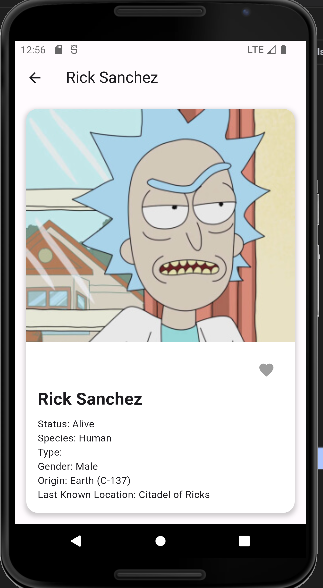 12:56
LTE
Rick Sanchez
Rick Sanchez
Status: Alive
Species: Human
Type:
Gender: Male
Origin: Earth (C-137)
Last Known Location: Citadel of Ricks